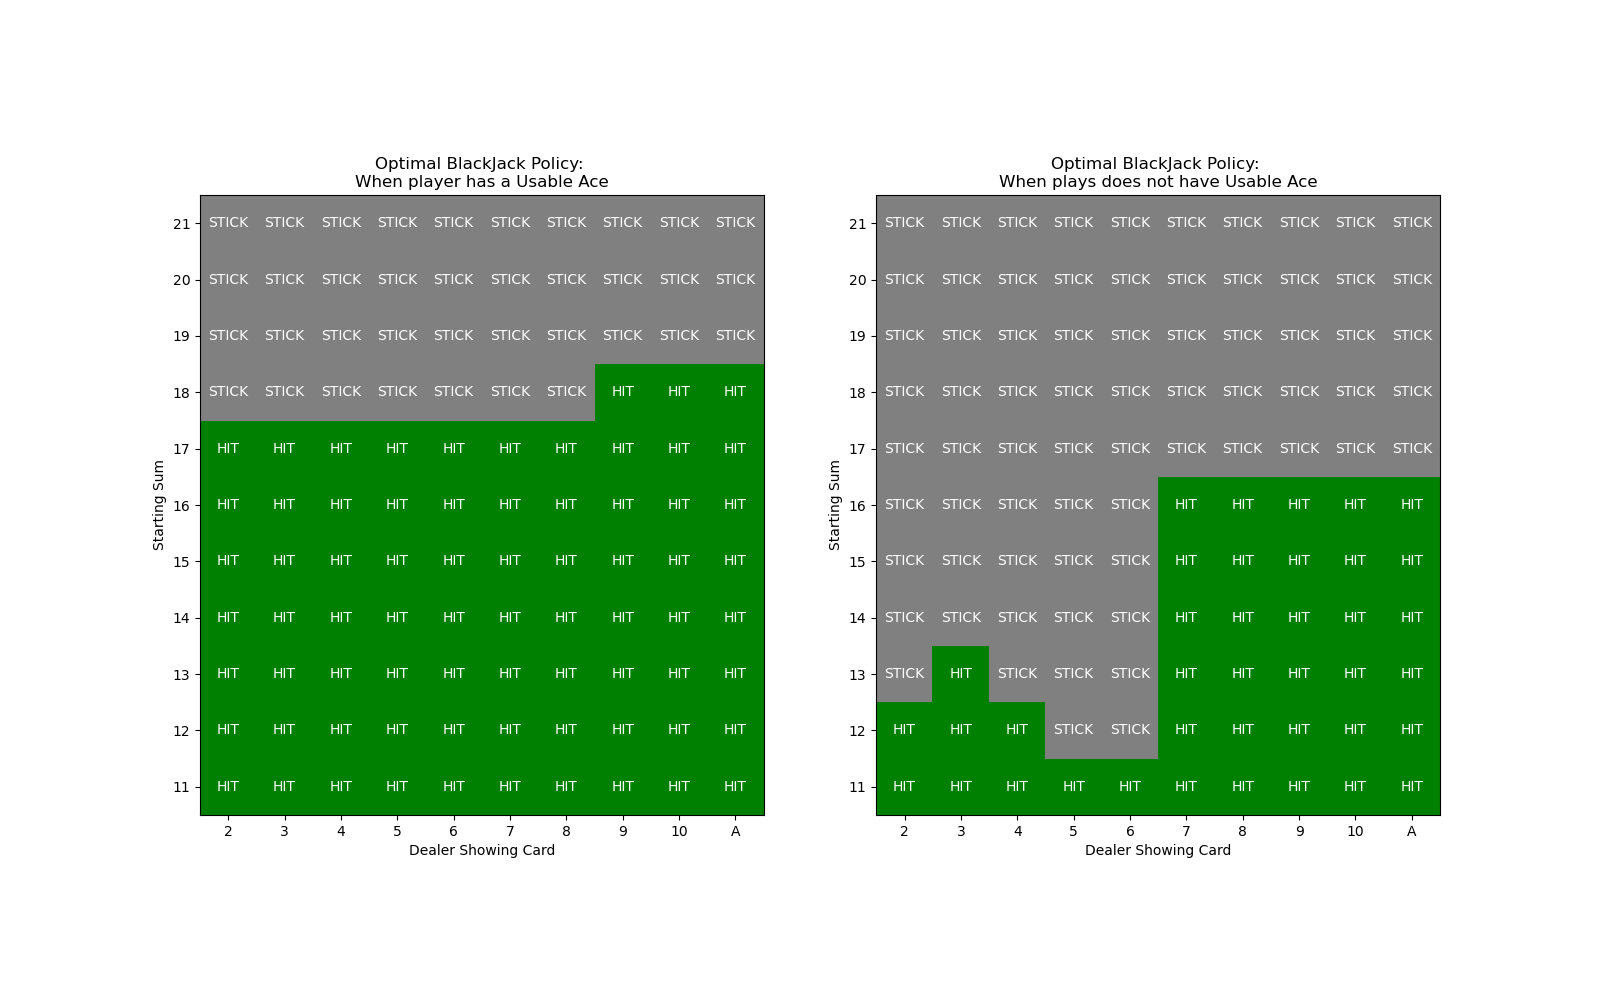 Optimal BlackJack Policy:
When player has a Usable Ace
21 STICK STICK STICK STICK STICK STICK STICK STICK STICK STICK
20 STICK STICK STICK STICK STICK STICK STICK STICK STICK STICK
19 STICK STICK STICK STICK STICK STICK STICK STICK STICK STICK
18 STICK STICK STICK STICK STICK STICK STICK HIT HIT HIT
17 HIT HIT HIT HIT HIT HIT HIT HIT HIT HIT
16 HIT HIT HIT HIT HIT HIT HIT HIT HIT HIT
15 HIT HIT HIT HIT HIT HIT HIT HIT HIT HIT
14 HIT HIT HIT HIT HIT HIT HIT HIT HIT HIT
13 HIT HIT HIT HIT HIT HIT HIT HIT HIT HIT
12 HIT HIT HIT HIT HIT HIT HIT HIT HIT HIT
11 HIT HIT HIT HIT HIT HIT HIT HIT HIT HIT
2 3 4 5 6 7 8 9 10 A
Starting Sum
Dealer Showing Card
Optimal BlackJack Policy:
When plays does not have Usable Ace
21 STICK STICK STICK STICK STICK STICK STICK STICK STICK STICK
20 STICK STICK STICK STICK STICK STICK STICK STICK STICK STICK
19 STICK STICK STICK STICK STICK STICK STICK STICK STICK STICK
18 STICK STICK STICK STICK STICK STICK STICK STICK STICK STICK
17 STICK STICK STICK STICK STICK STICK STICK STICK STICK STICK
16 STICK STICK STICK STICK STICK HIT HIT HIT HIT HIT
15 STICK STICK STICK STICK STICK HIT HIT HIT HIT HIT
14 STICK STICK STICK STICK STICK HIT HIT HIT HIT HIT
13 STICK HIT STICK STICK STICK HIT HIT HIT HIT HIT
12 HIT HIT HIT STICK STICK HIT HIT HIT HIT HIT
11 HIT HIT HIT HIT HIT HIT HIT HIT HIT HIT
2 3 4 5 6 7 8 9 10 A
Starting Sum
Dealer Showing Card